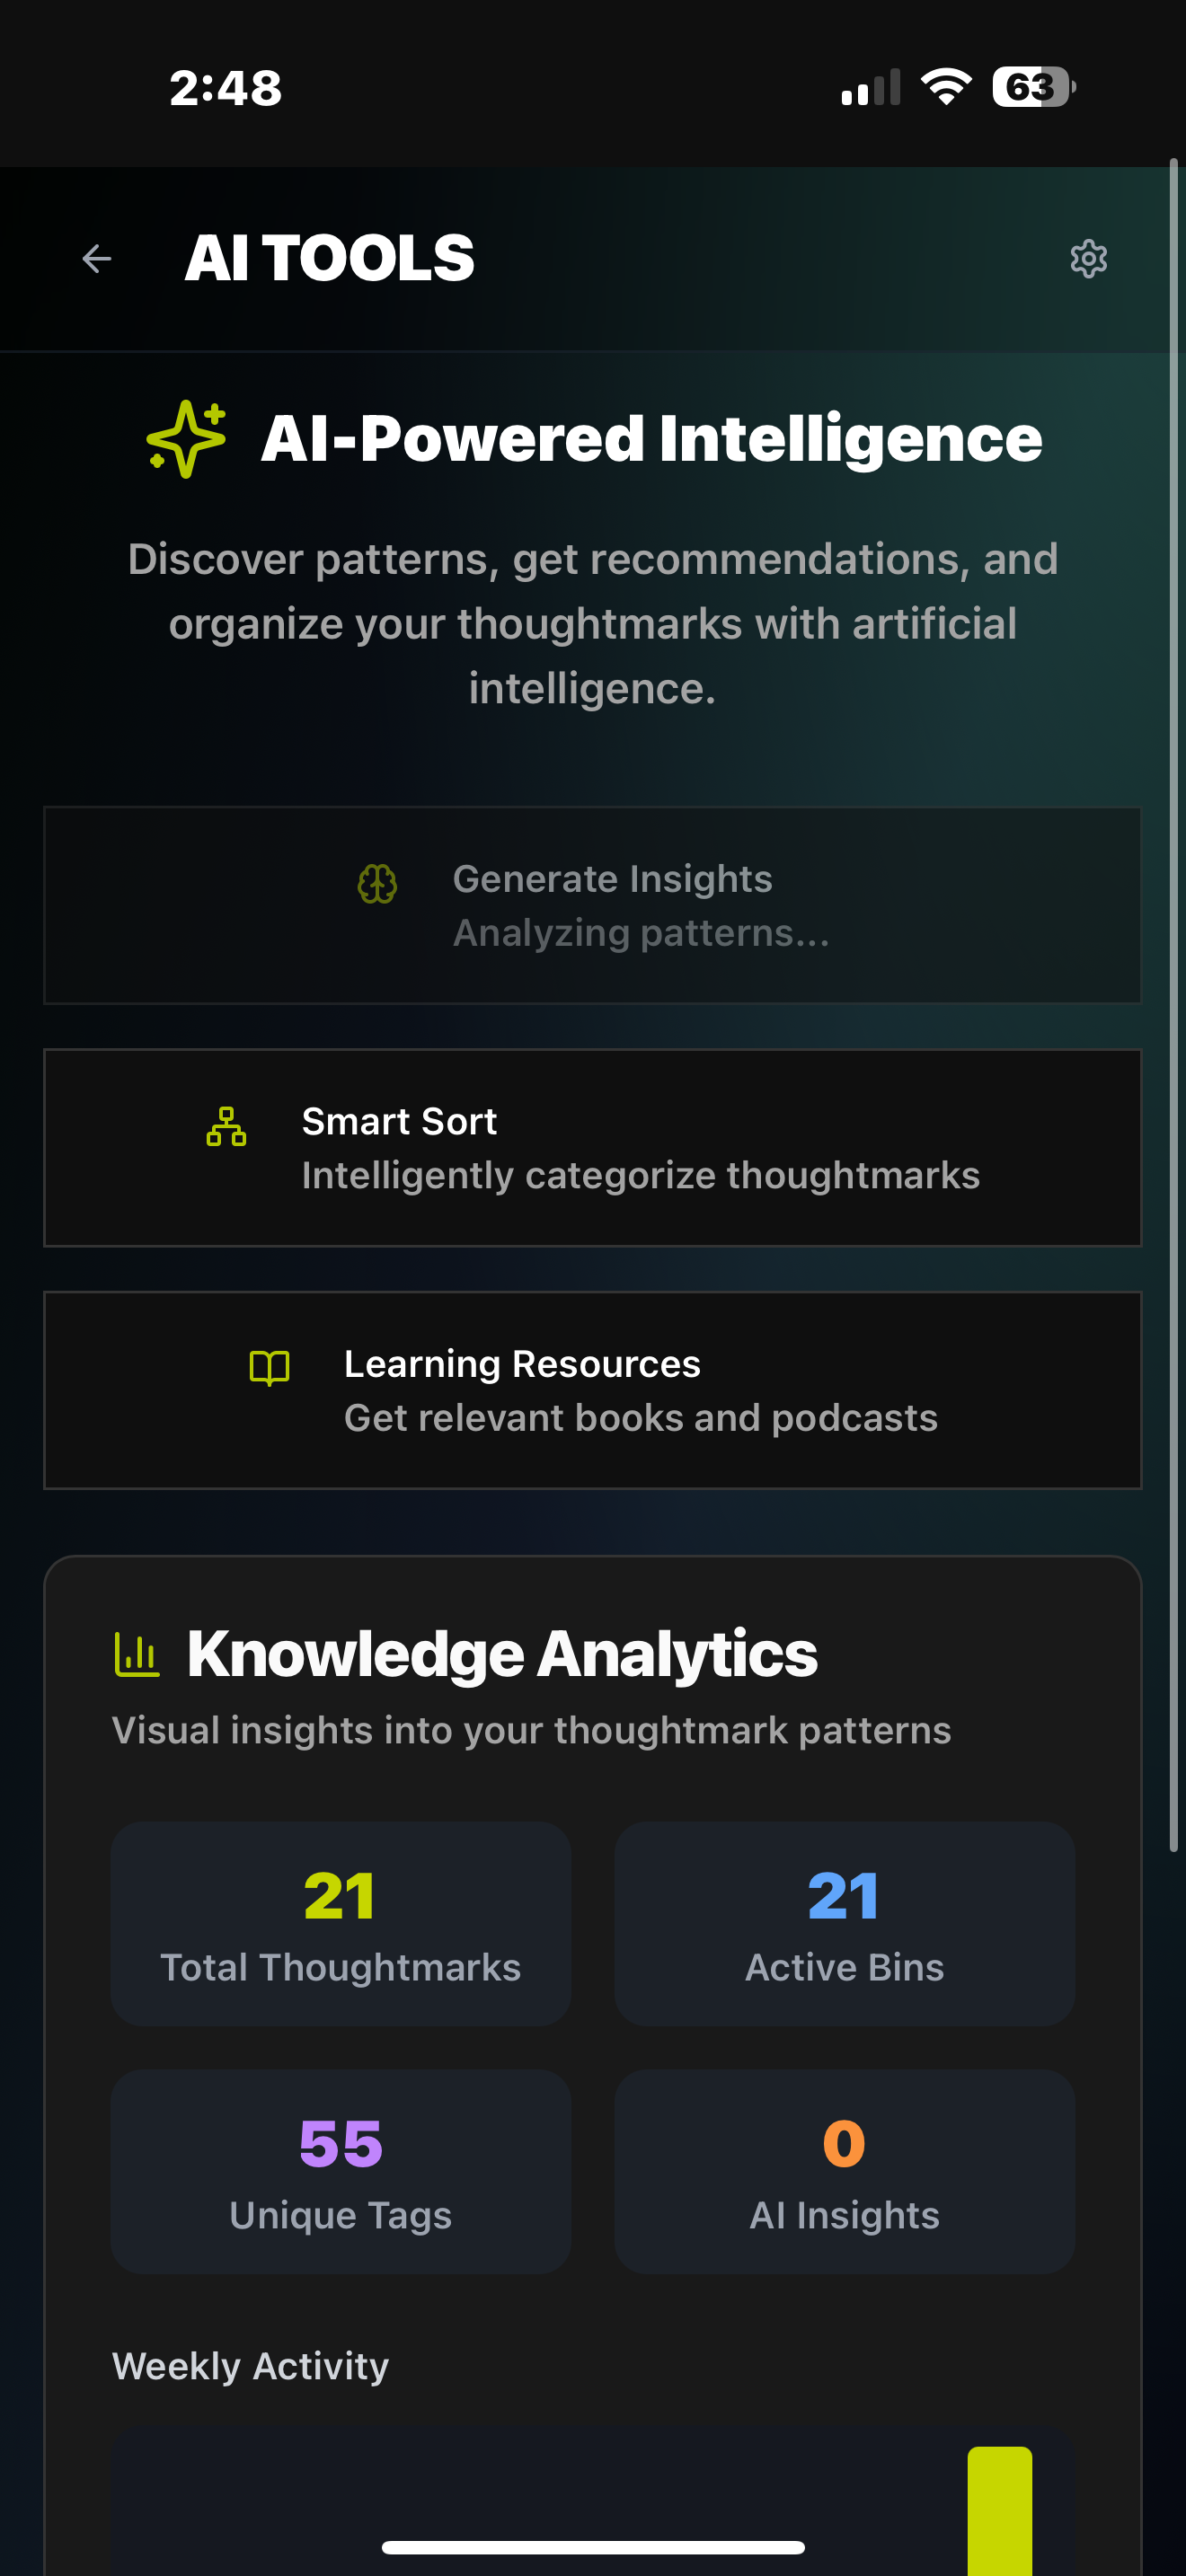 2:48
63
AI TOOLS
AI-Powered Intelligence
Discover patterns, get recommendations, and
organize your thoughtmarks with artificial
intelligence.
Generate Insights
Analyzing patterns...
Smart Sort
Intelligently categorize thoughtmarks
Learning Resources
Get relevant books and podcasts
Knowledge Analytics
Visual insights into your thoughtmark patterns
21
Total Thoughtmarks
21
Active Bins
55
Unique Tags
0
AI Insights
Weekly Activity